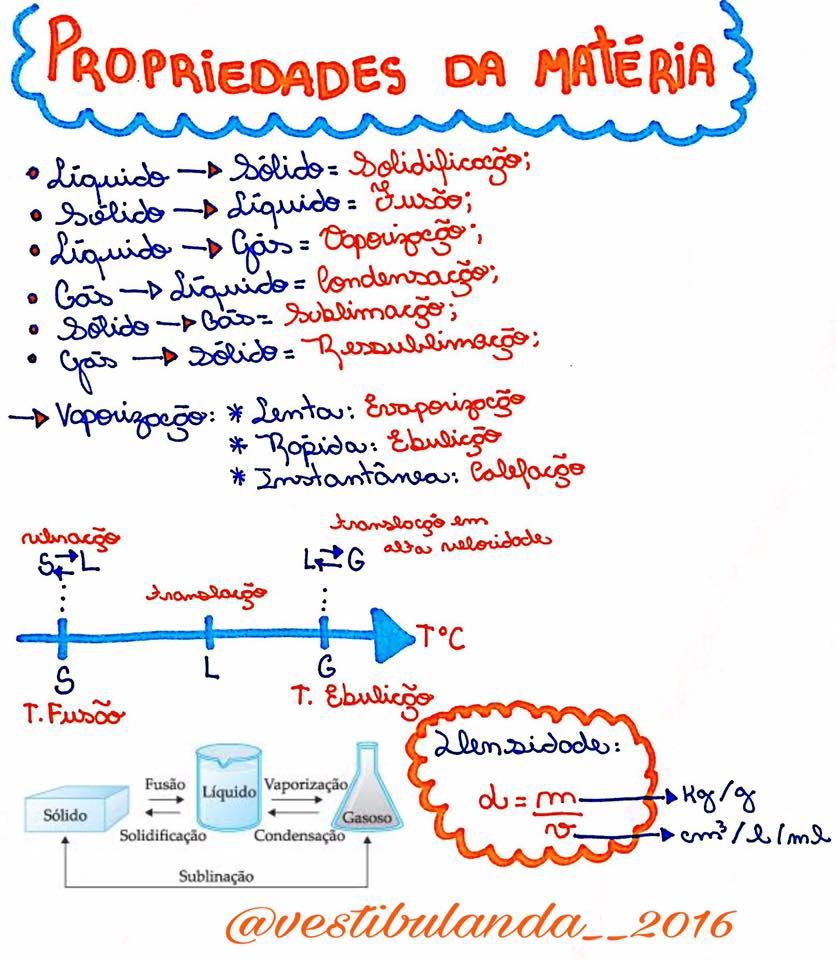 PROPRIEDADES DA MATÉRIA
• Líquido → Sólido = Solidificação;
• Sólido → Líquido = Fusão;
• Líquido → Gás = Vaporização;
• Gás → Líquido = Condensação;
• Sólido → Gás = Sublimação;
• Gás → Sólido = Ressublimação;
→ Vaporização: * Lenta: Evaporização
* Rápida: Ebulição
* Instantânea: Calefação
vibração
S ⇄ L
translação
translação em
alta velocidade
L ⇄ G
T°C
S
L
G
T. Fusão
T. Ebulição
Sólido
Fusão
Solidificação
Líquido
Vaporização
Condensação
Gasoso
Sublinação
Densidade:
d = m → kg/g
v → cm³/l/ml
@vestibulanda__2016